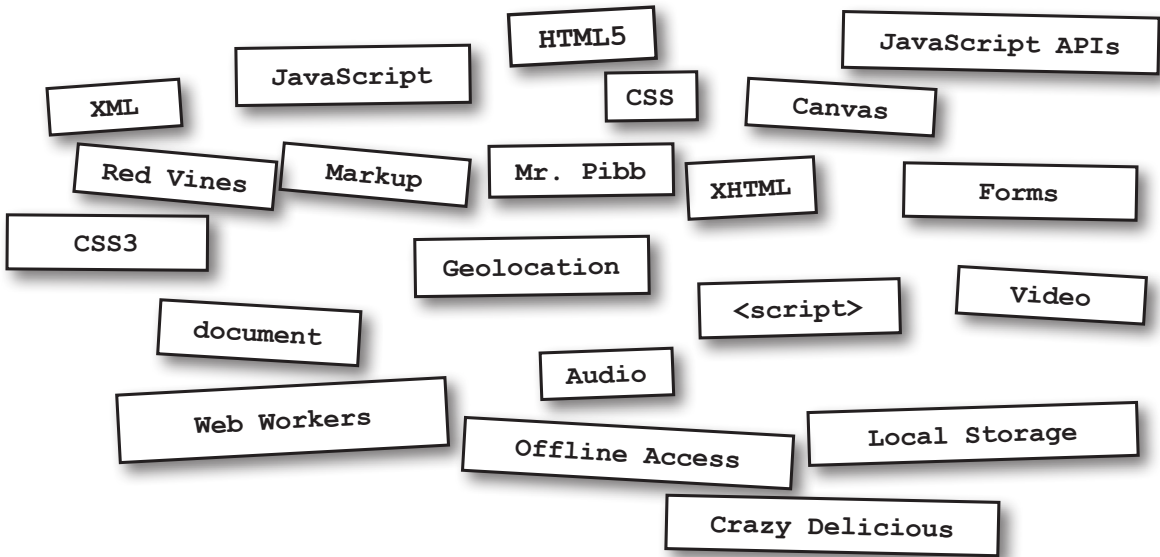 HTML5
JavaScript APIs
JavaScript
CSS
Canvas
XML
Red Vines
Markup
Mr. Pibb
XHTML
Forms
CSS3
Geolocation
<script>
Video
document
Audio
Web Workers
Offline Access
Local Storage
Crazy Delicious